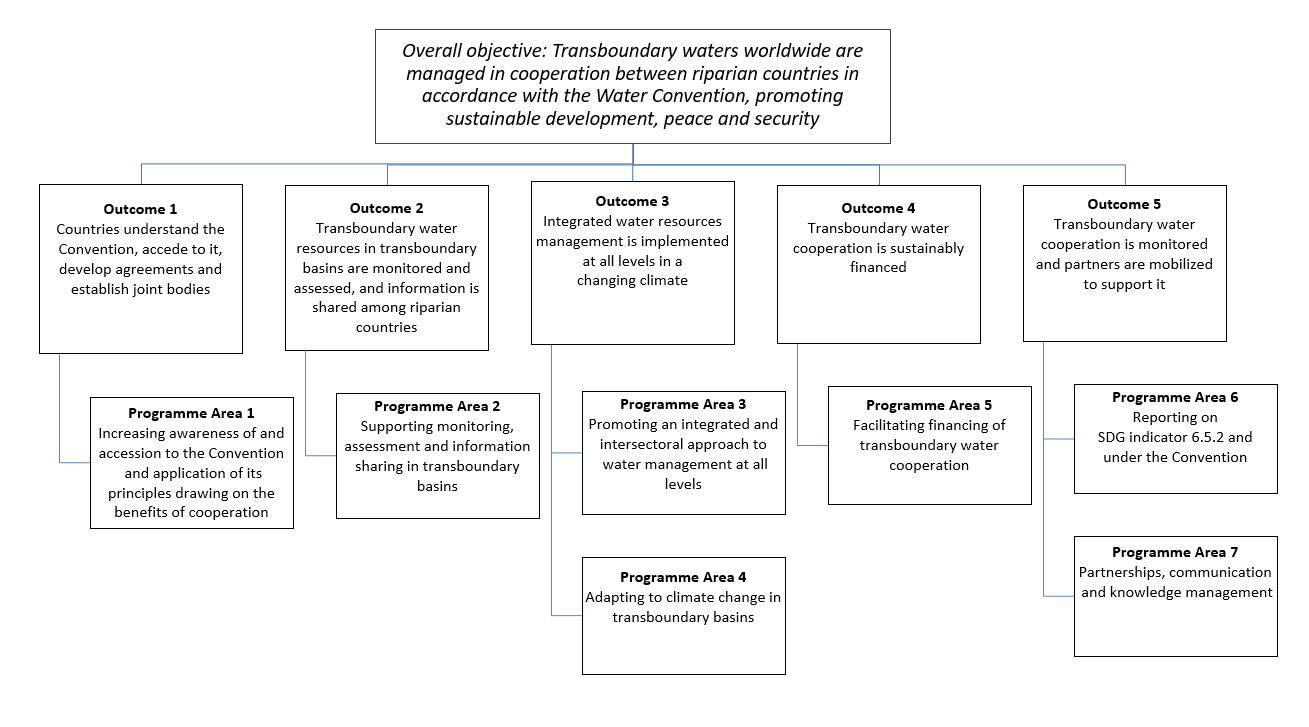 Overall objective: Transboundary waters worldwide are
managed in cooperation between riparian countries in
accordance with the Water Convention, promoting
sustainable development, peace and security
Outcome 1
Countries understand the
Convention, accede to it,
develop agreements and
establish joint bodies
Outcome 2
Transboundary water
resources in transboundary
basins are monitored and
assessed, and information is
shared among riparian
countries
Outcome 3
Integrated water resources
management is implemented
at all levels in a
changing climate
Outcome 4
Transboundary water
cooperation is sustainably
financed
Outcome 5
Transboundary water
cooperation is monitored
and partners are mobilized
to support it
Programme Area 1
Increasing awareness of and
accession to the Convention
and application of its
principles drawing on the
benefits of cooperation
Programme Area 2
Supporting monitoring,
assessment and information
sharing in transboundary
basins
Programme Area 3
Promoting an integrated and
intersectoral approach to
water management at all
levels
Programme Area 4
Adapting to climate change in
transboundary basins
Programme Area 5
Facilitating financing of
transboundary water
cooperation
Programme Area 6
Reporting on
SDG indicator 6.5.2 and
under the Convention
Programme Area 7
Partnerships, communication
and knowledge management